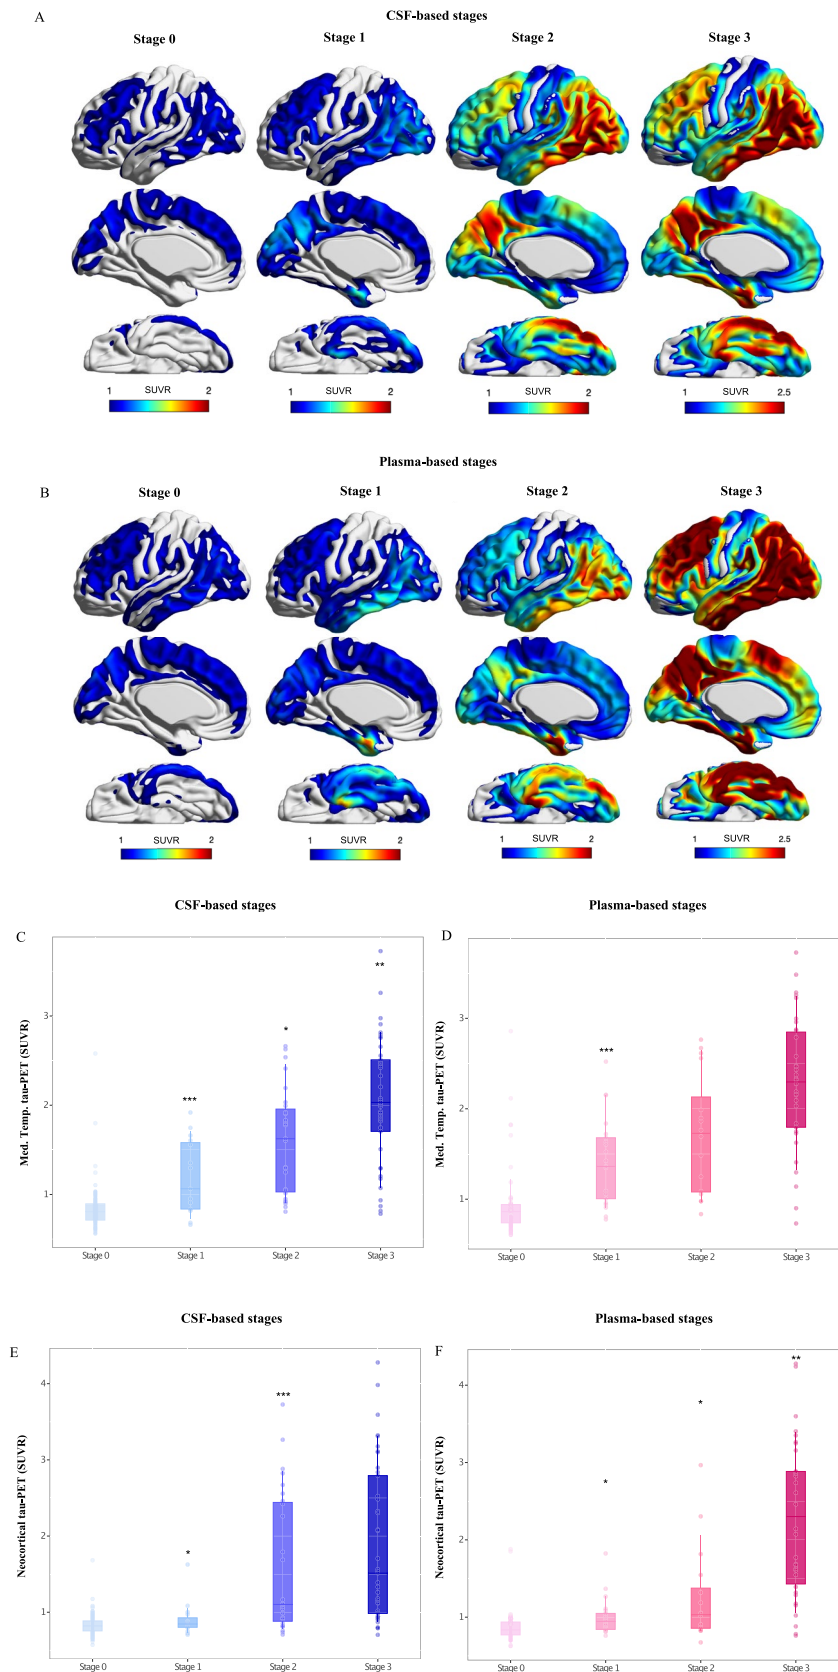 A
CSF-based stages
Stage 0 Stage 1 Stage 2 Stage 3
1 SUVR 2 1 SUVR 2 1 SUVR 2 1 SUVR 2.5
Plasma-based stages
B
Stage 0 Stage 1 Stage 2 Stage 3
1 SUVR 2 1 SUVR 2 1 SUVR 2 1 SUVR 2.5
CSF-based stages
C
Med. Temp. tau-PET (SUVR)
3
2
1
***
*
**
Stage 0 Stage 1 Stage 2 Stage 3
Plasma-based stages
D
3
2
1
***
Stage 0 Stage 1 Stage 2 Stage 3
CSF-based stages
E
Neocortical tau-PET (SUVR)
4
3
2
1
*
***
Stage 0 Stage 1 Stage 2 Stage 3
Plasma-based stages
F
Neocortical tau-PET (SUVR)
4
3
2
1
*
*
**
Stage 0 Stage 1 Stage 2 Stage 3